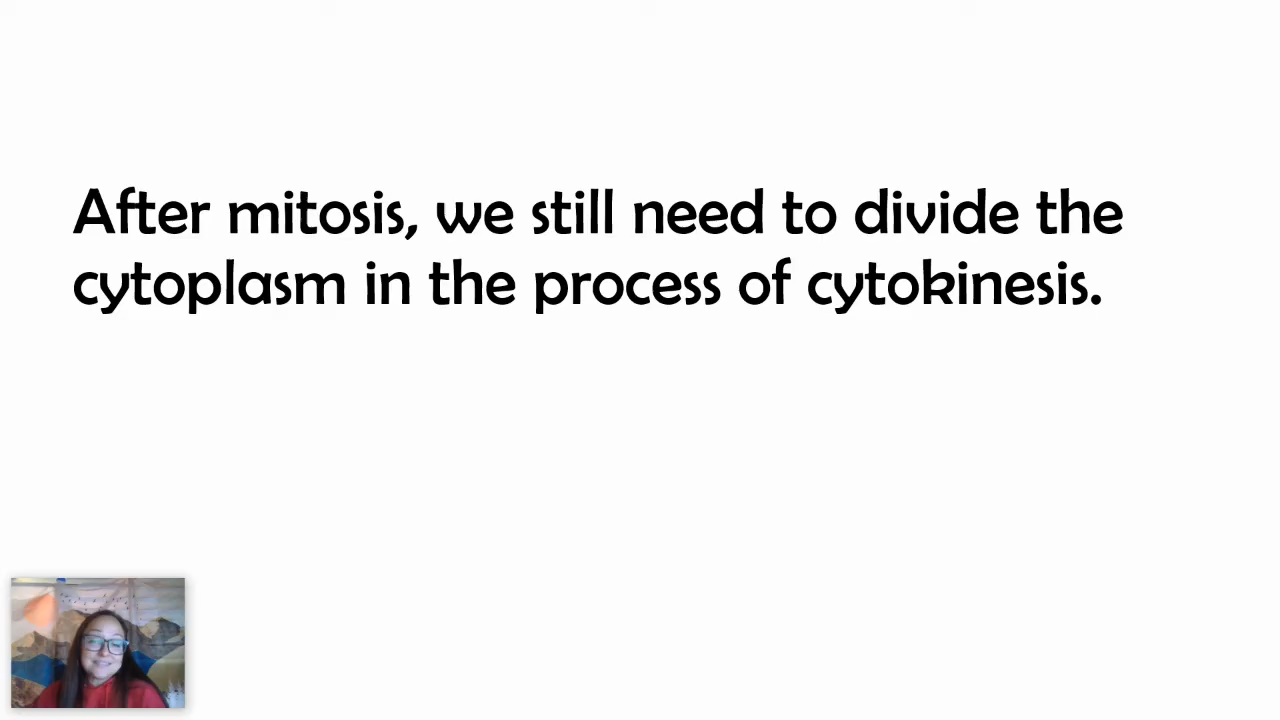 After mitosis, we still need to divide the
cytoplasm in the process of cytokinesis.